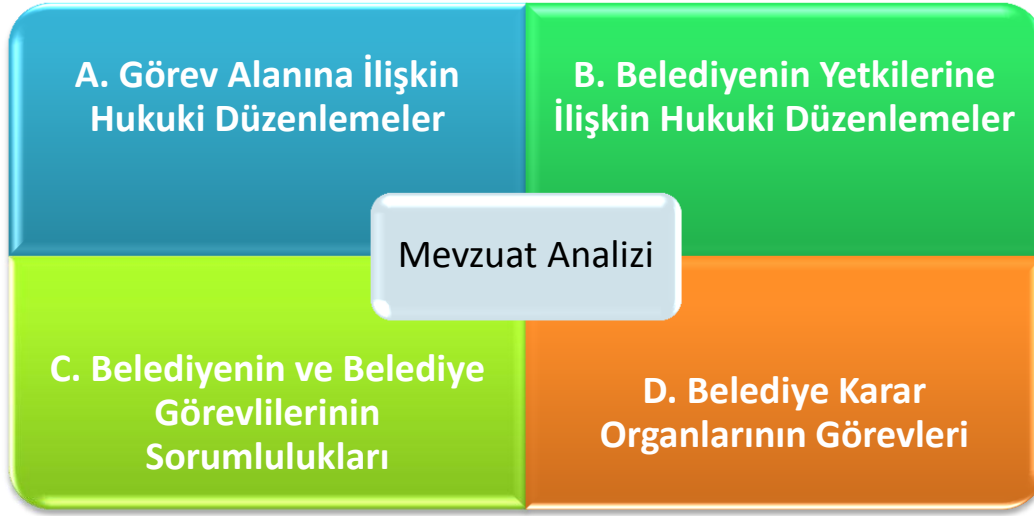 A. Görev Alanına İlişkin
Hukuki Düzenlemeler
B. Belediyenin Yetkilerine
İlişkin Hukuki Düzenlemeler
Mevzuat Analizi
C. Belediyenin ve Belediye
Görevlilerinin
Sorumlulukları
D. Belediye Karar
Organlarının Görevleri